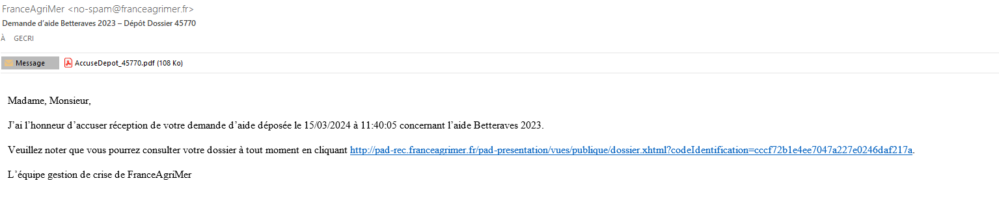 FranceAgriMer <no-spam@franceagrimer.fr>
Demande d'aide Betteraves 2023 – Dépôt Dossier 45770
À GECRI
Message AccuseDepot_45770.pdf (108 Ko)
Madame, Monsieur,
J'ai l'honneur d'accuser réception de votre demande d'aide déposée le 15/03/2024 à 11:40:05 concernant l'aide Betteraves 2023.
Veuillez noter que vous pourrez consulter votre dossier à tout moment en cliquant http://pad-rec.franceagrimer.fr/pad-presentation/vues/publique/dossier.xhtml?codeIdentification=cccf72b1e4ee7047a227e0246daf217a.
L'équipe gestion de crise de FranceAgriMer